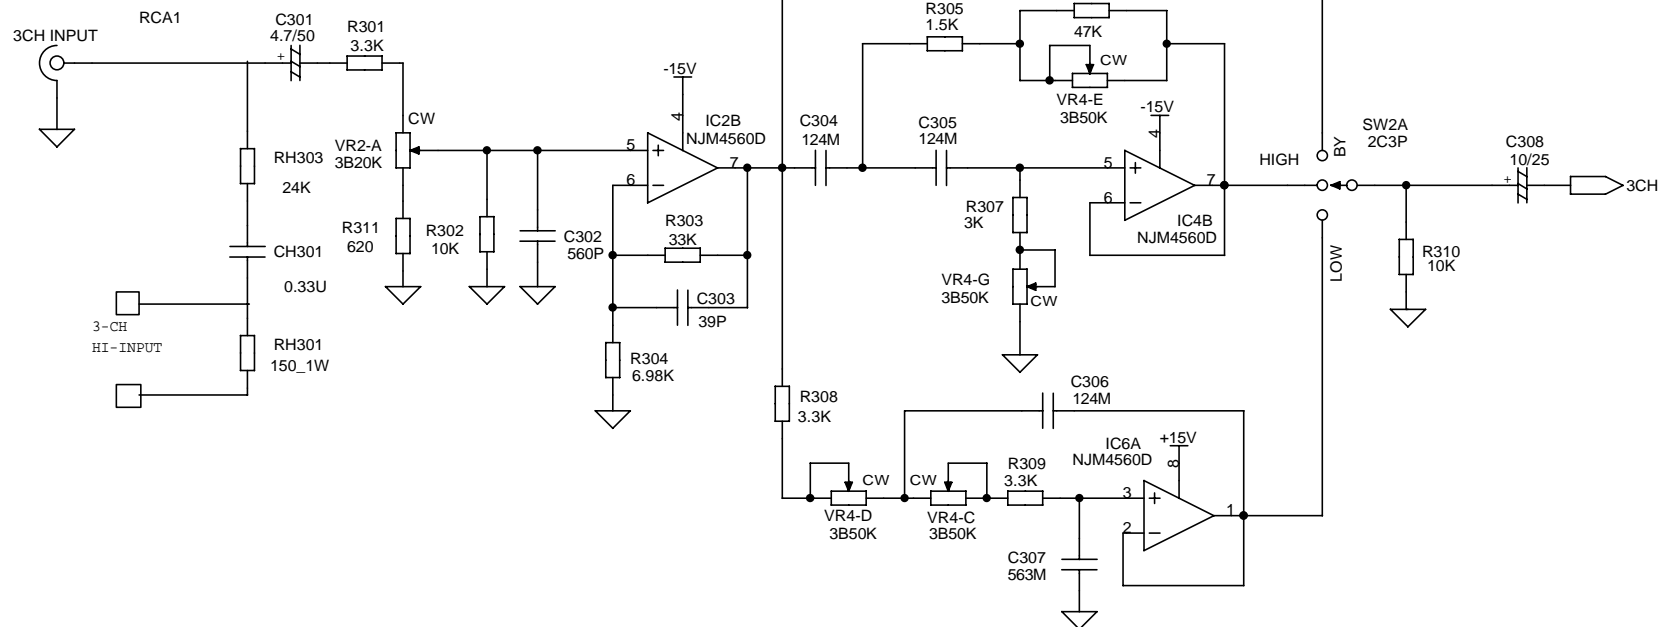 RCA1
3CH INPUT
C301
4.7/50
+
R301
3.3K
CW
VR2-A
3B20K
RH303
24K
R311
620
R302
10K
CH301
0.33U
C302
560P
3-CH
HI-INPUT
RH301
150_1W
-15V
4
IC2B
NJM4560D
5
+
6
−
7
R303
33K
C303
39P
R304
6.98K
C304
124M
R305
1.5K
47K
CW
VR4-E
3B50K
C305
124M
-15V
4
5
+
6
−
7
IC4B
NJM4560D
R307
3K
VR4-G
3B50K
CW
HIGH
BY
LOW
SW2A
2C3P
C308
10/25
+
3CH
R310
10K
R308
3.3K
C306
124M
CW
VR4-D
3B50K
CW
VR4-C
3B50K
R309
3.3K
IC6A
NJM4560D
+15V
8
3
+
2
−
1
C307
563M